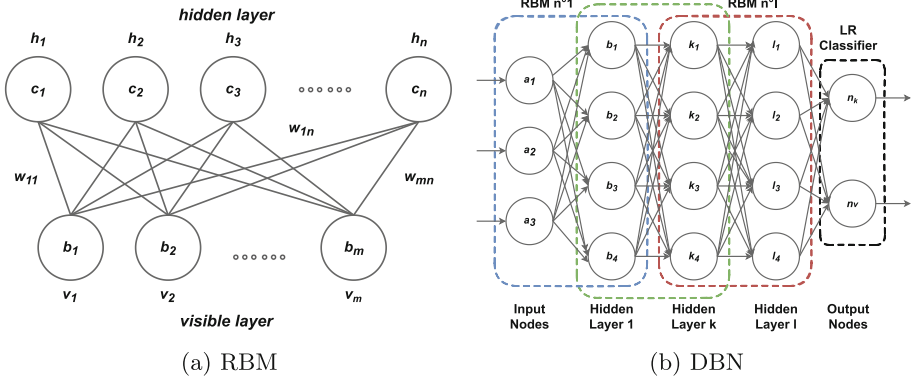 hidden layer
h1 h2 h3 hn
c1 c2 c3 cn
w1n
w11 wmn
b1 b2 bm
v1 v2 vm
visible layer
(a) RBM
RBM n°1 RBM n°l
LR
Classifier
b1 k1 l1
a1
nk
b2 k2 l2
a2
b3 k3 l3
nv
a3
b4 k4 l4
Input Hidden Hidden Hidden Output
Nodes Layer 1 Layer k Layer l Nodes
(b) DBN